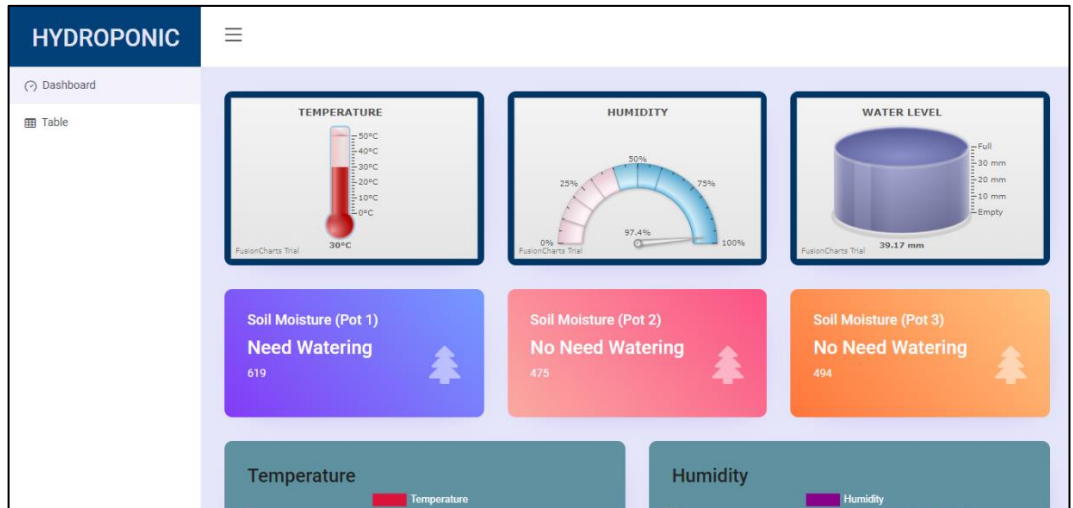 HYDROPONIC
Dashboard
Table
TEMPERATURE
50°C
40°C
30°C
20°C
10°C
0°C
30°C
FusionCharts Trial
HUMIDITY
0%
25%
50%
75%
100%
97.4%
FusionCharts Trial
WATER LEVEL
Full
30 mm
20 mm
10 mm
Empty
39.17 mm
FusionCharts Trial
Soil Moisture (Pot 1)
Need Watering
619
Soil Moisture (Pot 2)
No Need Watering
475
Soil Moisture (Pot 3)
No Need Watering
494
Temperature
Temperature
Humidity
Humidity